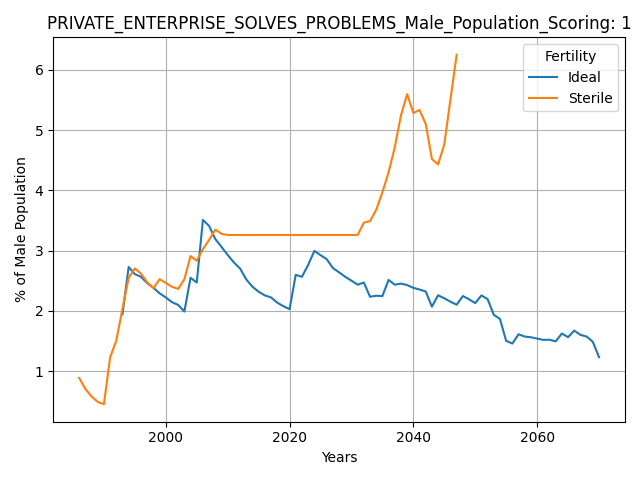 PRIVATE_ENTERPRISE_SOLVES_PROBLEMS_Male_Population_Scoring: 1
Fertility
Ideal
Sterile
% of Male Population
6
5
4
3
2
1
2000
2020
2040
2060
Years